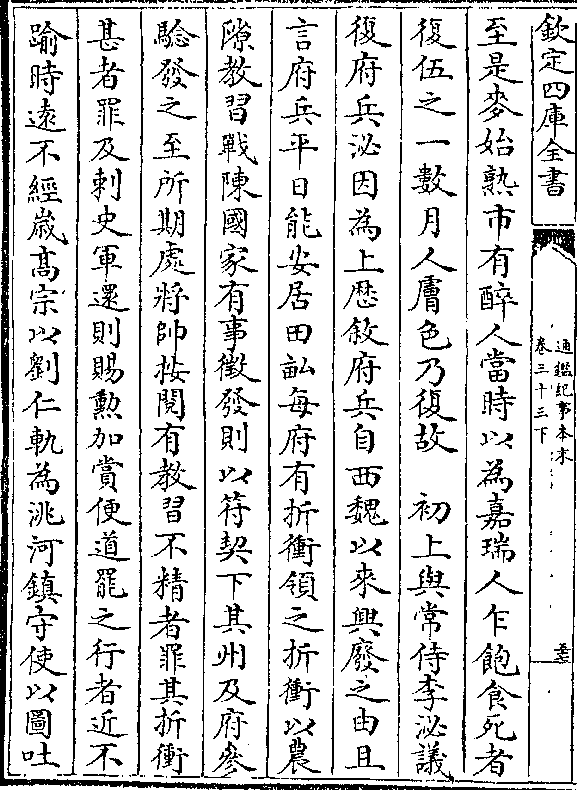 欽定四庫全書
通鑑紀事本末
卷三十三下
至是麥始熟市有醉人當時以為嘉瑞人乍飽食死者
復伍之一數月人膚色乃復故　初上與常侍李泌議
復府兵泌因為上歴敘府兵自西魏以來興廢之由且
言府兵平日能安居田畝每府有折衝領之折衝以農
隙教習戰陳國家有事徵發則以符契下其州及府參
驗發之至所期處將帥按閱有教習不精者罪其折衝
甚者罪及刺史軍還則賜勲加賞便道罷之行者近不
踰時遠不經歲髙宗以劉仁軌為洮河鎮守使以圖吐